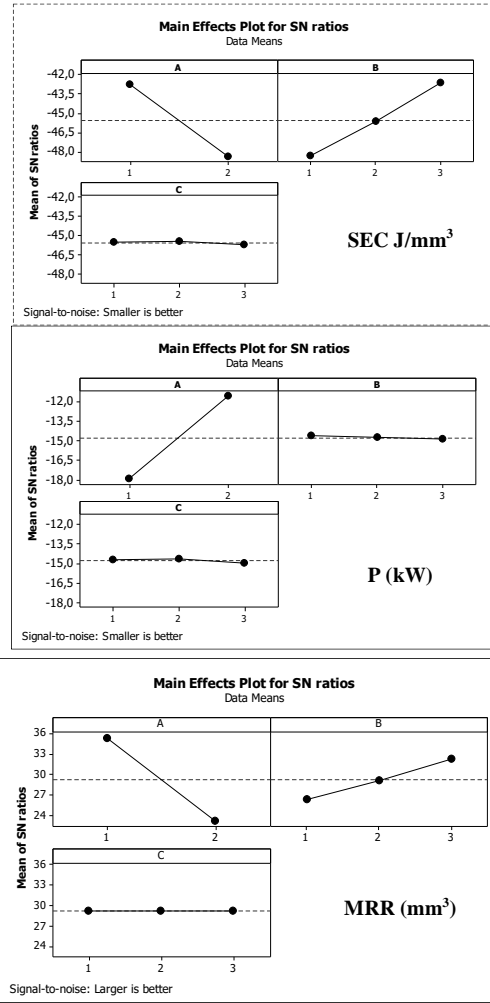 Main Effects Plot for SN ratios
Data Means
A
B
-42,0
-43,5
-45,0
-46,5
-48,0
1
2
1
2
3
C
-42,0
-43,5
-45,0
-46,5
-48,0
1
2
3
Mean of SN ratios
SEC J/mm³
Signal-to-noise: Smaller is better
Main Effects Plot for SN ratios
Data Means
A
B
-12,0
-13,5
-15,0
-16,5
-18,0
1
2
1
2
3
C
-12,0
-13,5
-15,0
-16,5
-18,0
1
2
3
Mean of SN ratios
P (kW)
Signal-to-noise: Smaller is better
Main Effects Plot for SN ratios
Data Means
A
B
36
33
30
27
24
1
2
1
2
3
C
36
33
30
27
24
1
2
3
Mean of SN ratios
MRR (mm³)
Signal-to-noise: Larger is better